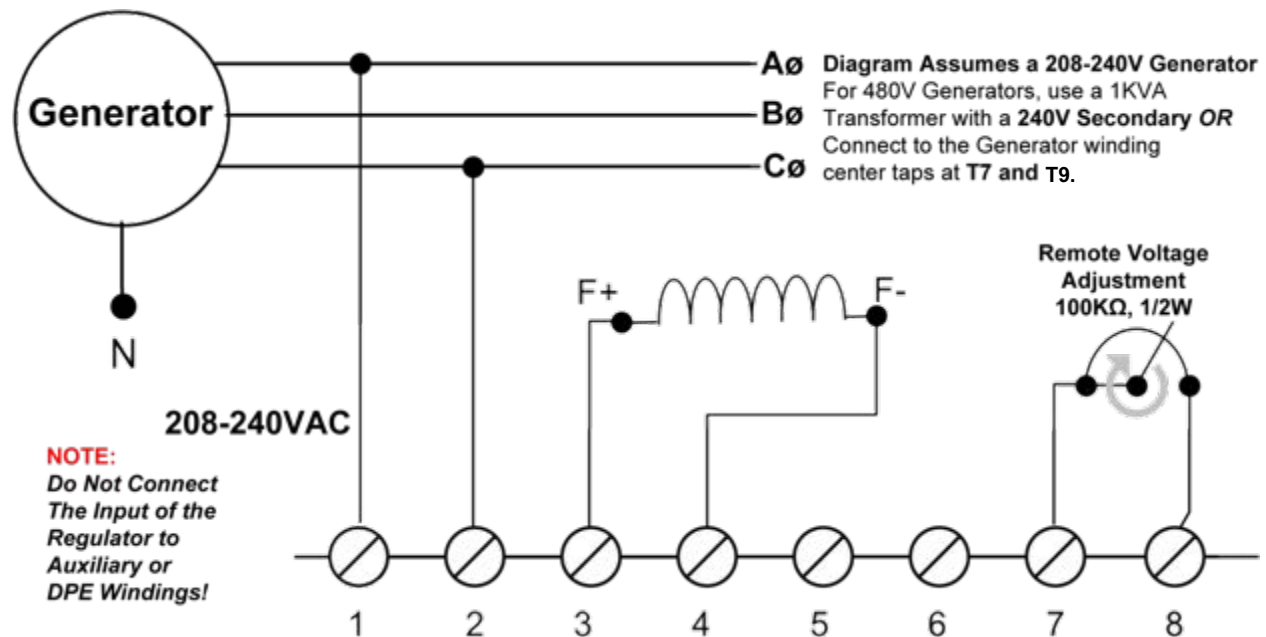 Generator
Aø
Bø
Cø
Diagram Assumes a 208-240V Generator
For 480V Generators, use a 1KVA
Transformer with a 240V Secondary OR
Connect to the Generator winding
center taps at T7 and T9.
N
F+
F-
Remote Voltage
Adjustment
100KΩ, 1/2W
208-240VAC
NOTE:
Do Not Connect
The Input of the
Regulator to
Auxiliary or
DPE Windings!
1 2 3 4 5 6 7 8